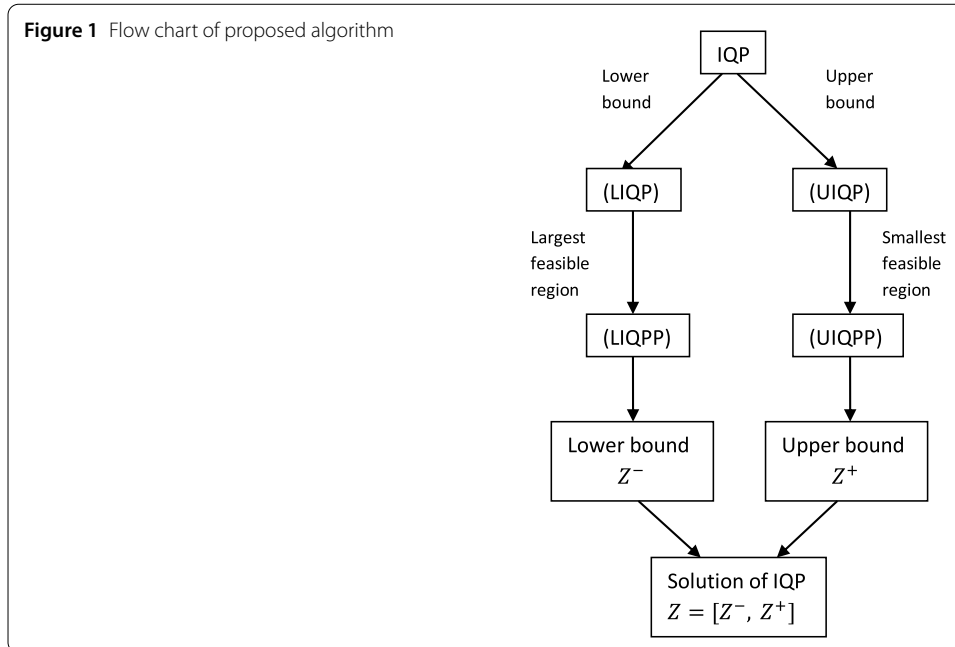 Figure 1 Flow chart of proposed algorithm
IQP
Lower
bound
Upper
bound
(LIQP)
(UIQP)
Largest
feasible
region
Smallest
feasible
region
(LIQPP)
(UIQPP)
Lower bound
Z⁻
Upper bound
Z⁺
Solution of IQP
Z = [Z⁻, Z⁺]